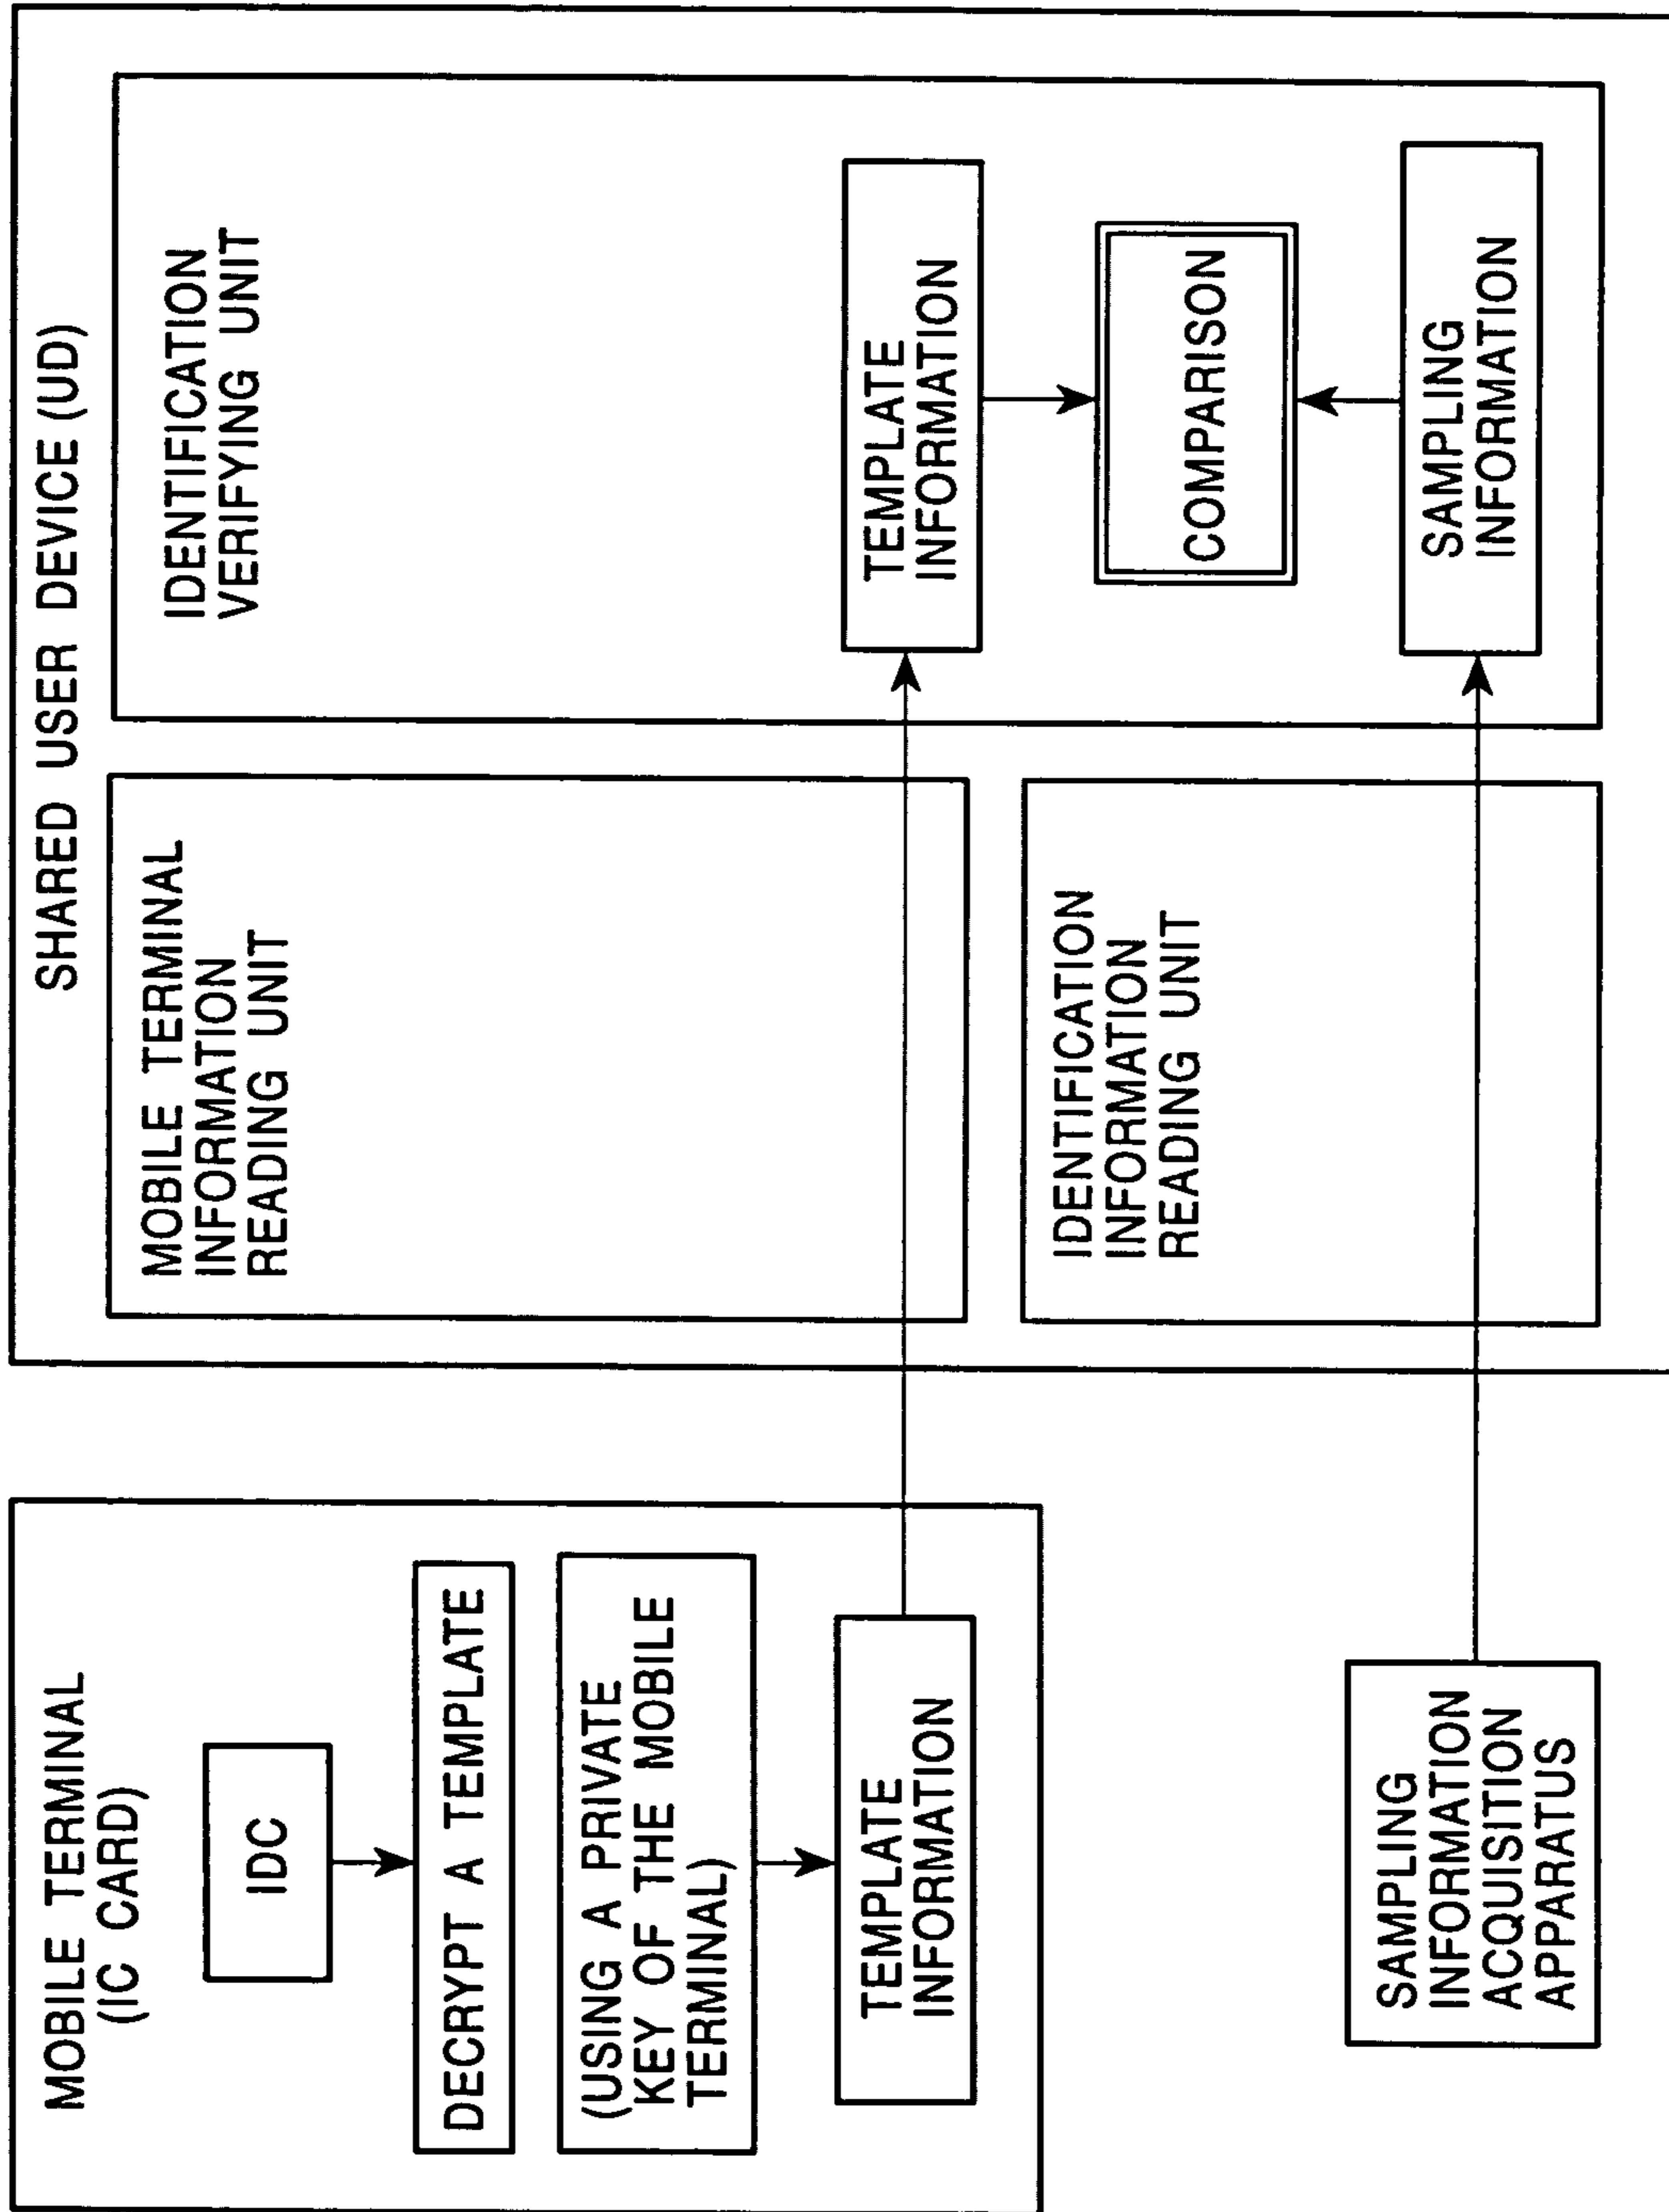 MOBILE TERMINAL
(IC CARD)
IDC
DECRYPT A TEMPLATE
(USING A PRIVATE
KEY OF THE MOBILE
TERMINAL)
TEMPLATE
INFORMATION
SAMPLING
INFORMATION
ACQUISITION
APPARATUS
SHARED USER DEVICE (UD)
MOBILE TERMINAL
INFORMATION
READING UNIT
IDENTIFICATION
INFORMATION
READING UNIT
IDENTIFICATION
VERIFYING UNIT
TEMPLATE
INFORMATION
COMPARISON
SAMPLING
INFORMATION